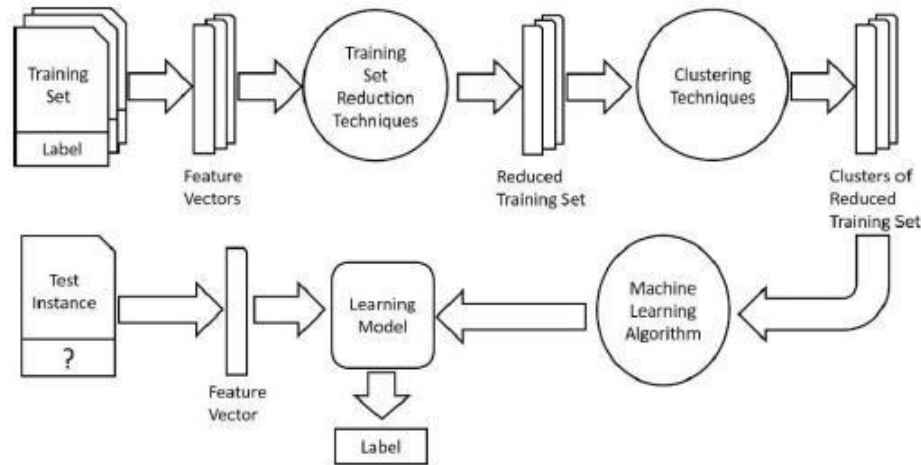 Training
Set
Label
Feature
Vectors
Training
Set
Reduction
Techniques
Reduced
Training Set
Clustering
Techniques
Clusters of
Reduced
Training Set
Test
Instance
?
Feature
Vector
Learning
Model
Label
Machine
Learning
Algorithm